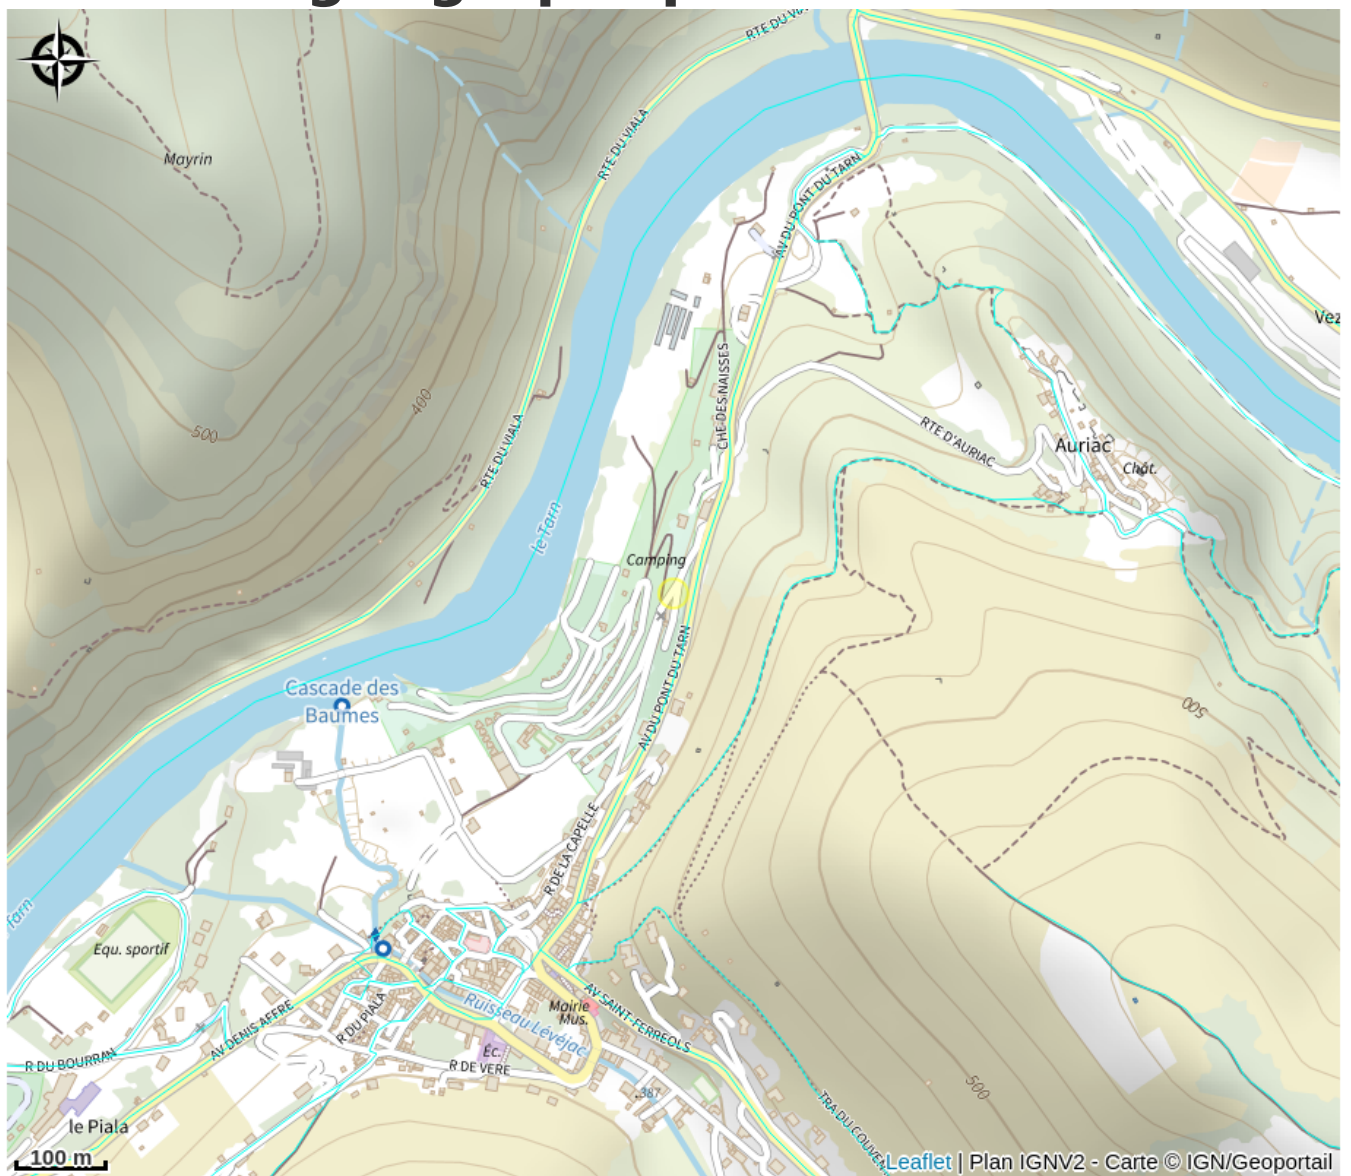 RTE DU VIA
RTE DU VIALA
Mayrin
AV DU PONT DU TARN
Vez
CHE DES NAISSES
400
500
RTE DU VIALA
RTE D'AURIAC
Auriac
Chât.
le Tarn
Camping
AV DU PONT DU TARN
Cascade des
Baumes
500
R DE LA CAPELLE
Tarn
Equ. sportif
AV SAINT-FERREOLS
Mairie
Mus.
Ruisseau Lévéjac
AV DENIS AFFRE
R DU PIALA
Éc.
R DE VERE
R DU BOURRAN
387
500
le Piala
TRA DU COUVEN
100 m
Leaflet | Plan IGNV2 - Carte © IGN/Geoportail